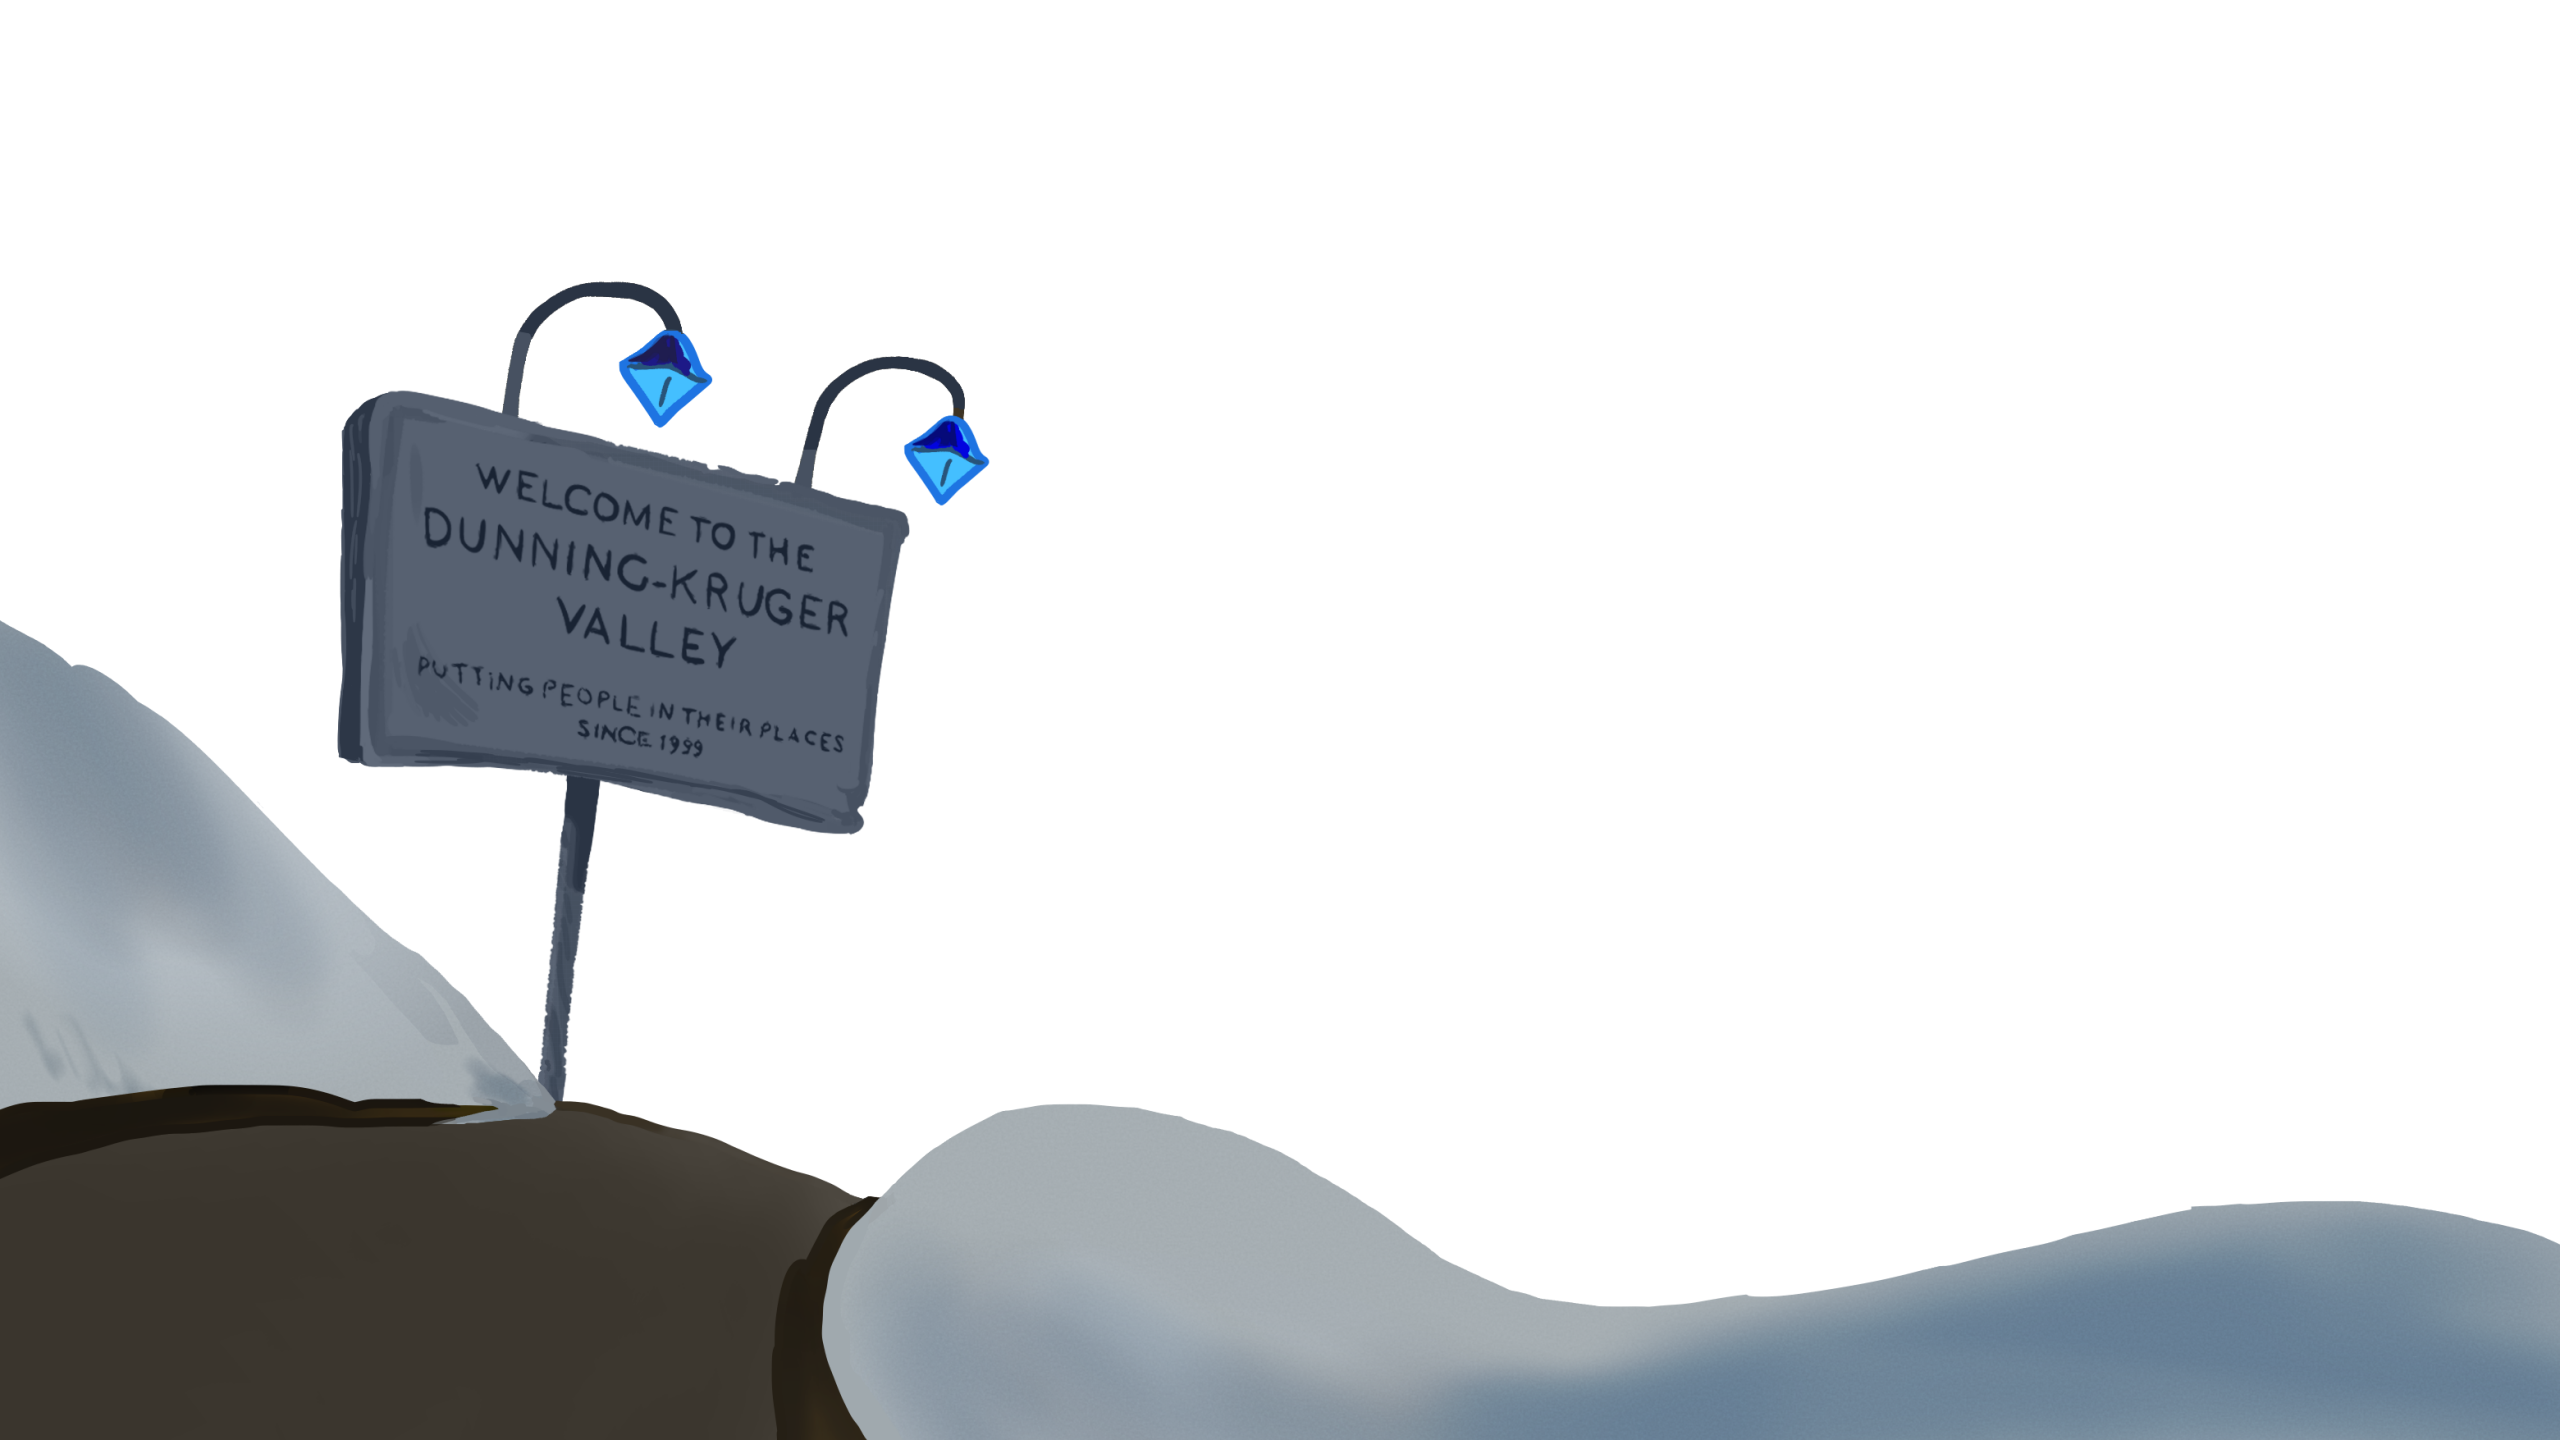 WELCOME TO THE
DUNNING-KRUGER
VALLEY
PUTTING PEOPLE IN THEIR PLACES
SINCE 1999